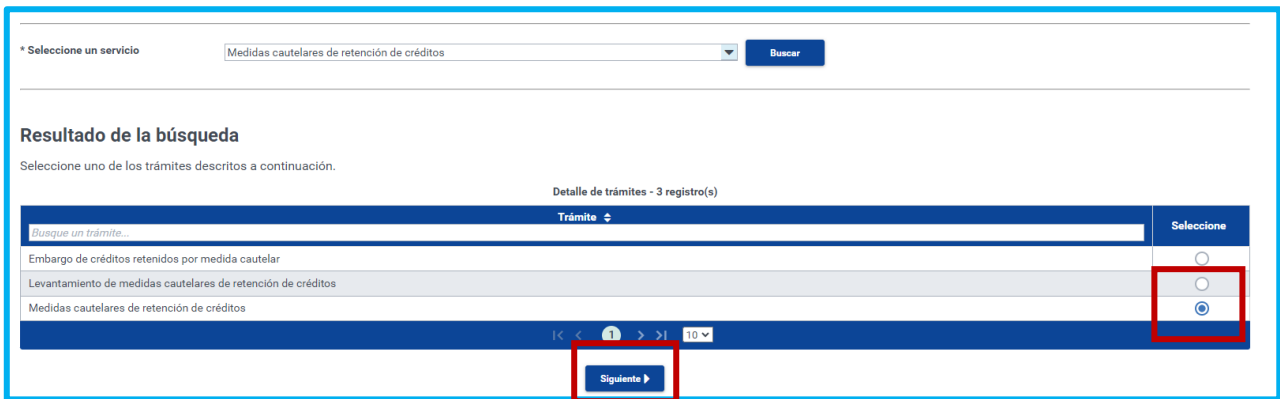 * Seleccione un servicio Medidas cautelares de retención de créditos Buscar
Resultado de la búsqueda
Seleccione uno de los trámites descritos a continuación.
Detalle de trámites - 3 registro(s)
Trámite Seleccione
Busque un trámite...
Embargo de créditos retenidos por medida cautelar
Levantamiento de medidas cautelares de retención de créditos
Medidas cautelares de retención de créditos
1 10
Siguiente